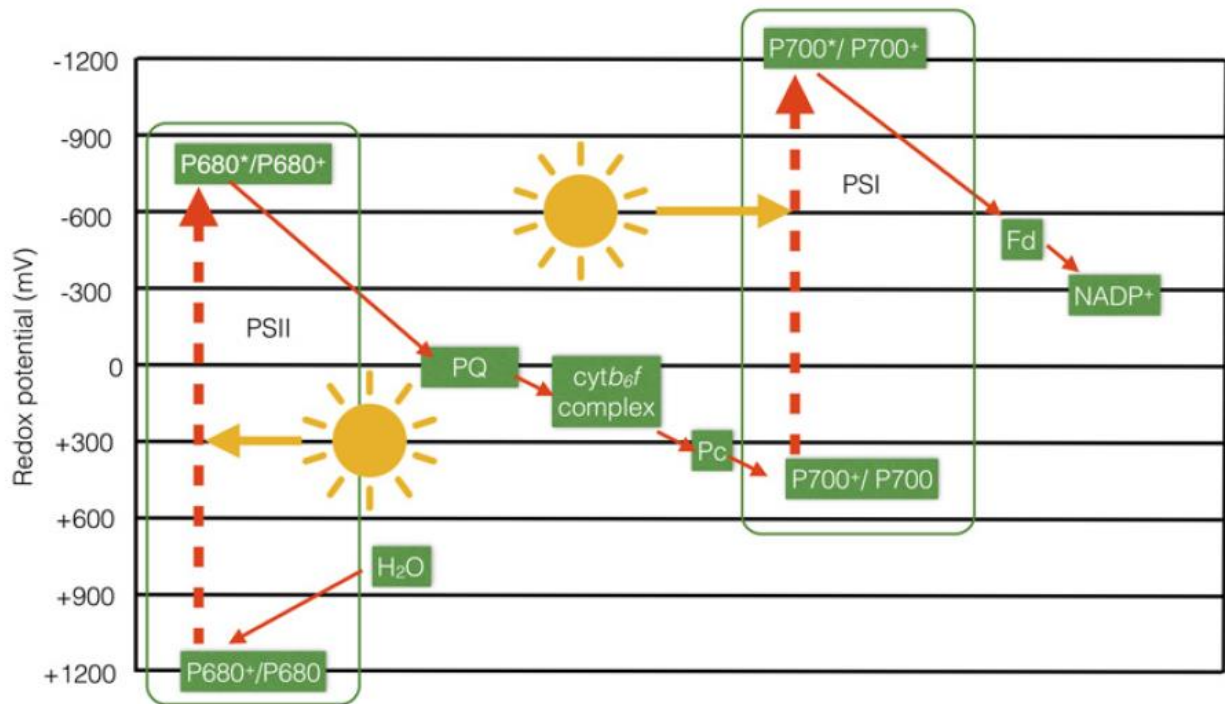 Redox potential (mV)
-1200
-900
-600
-300
0
+300
+600
+900
+1200
P680*/P680⁺
PSII
P680⁺/P680
H₂O
PQ
cytb₆f
complex
Pc
P700*/ P700⁺
PSI
P700⁺/ P700
Fd
NADP⁺